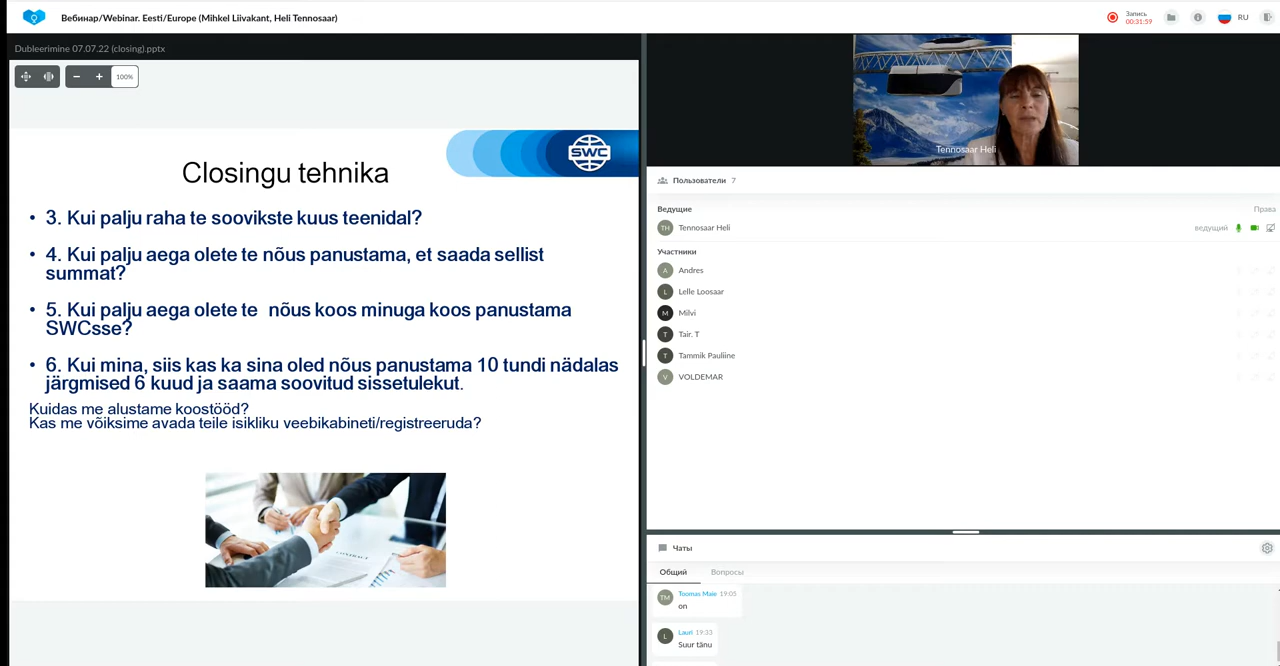 Вебинар/Webinar. Eesti/Europe (Mihkel Liivakant, Heli Tennosaar)
Запись
00:31:59
RU
Dubleerimine 07.07.22 (closing).pptx
100%
SWC
Closingu tehnika
• 3. Kui palju raha te soovikste kuus teenidal?
• 4. Kui palju aega olete te nõus panustama, et saada sellist
summat?
• 5. Kui palju aega olete te nõus koos minuga koos panustama
SWCsse?
• 6. Kui mina, siis kas ka sina oled nõus panustama 10 tundi nädalas
järgmised 6 kuud ja saama soovitud sissetulekut.
Kuidas me alustame koostööd?
Kas me võiksime avada teile isikliku veebikabineti/registreeruda?
Tennosaar Heli
Пользователи 7
Ведущие Права
TH Tennosaar Heli ведущий
Участники
A Andres
L Lelle Loosaar
M Milvi
T Tair. T
T Tammik Pauliine
V VOLDEMAR
Чаты
Общий Вопросы
TM Toomas Maie 19:05
on
L Lauri 19:33
Suur tänu